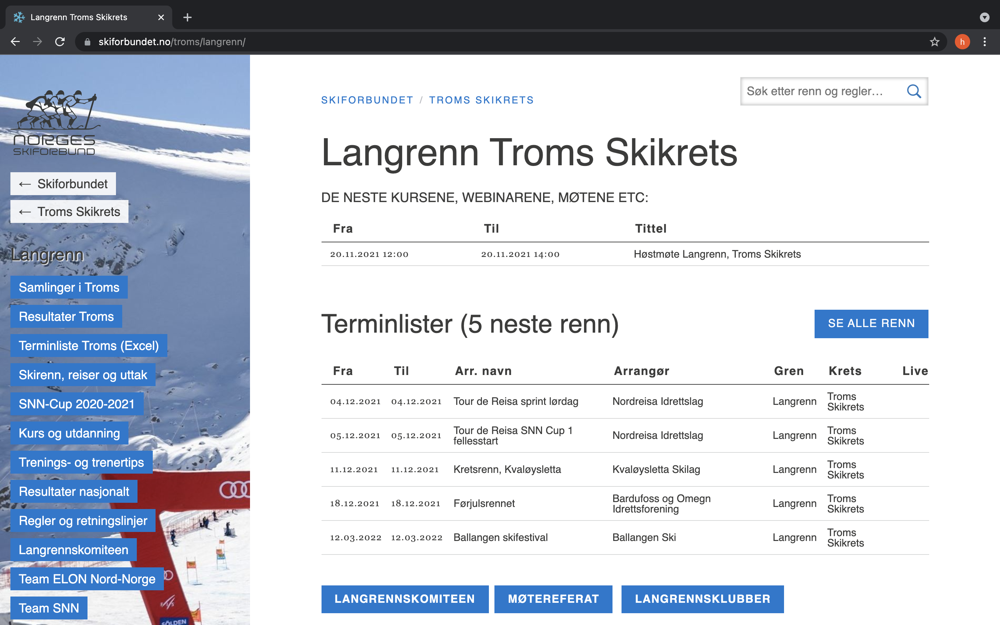 Langrenn Troms Skikrets
skiforbundet.no/troms/langrenn/
h
NORGES
SKIFORBUND
← Skiforbundet
← Troms Skikrets
Langrenn
Samlinger i Troms
Resultater Troms
Terminliste Troms (Excel)
Skirenn, reiser og uttak
SNN-Cup 2020-2021
Kurs og utdanning
Trenings- og trenertips
Resultater nasjonalt
Regler og retningslinjer
Langrennskomiteen
Team ELON Nord-Norge
Team SNN
FIS
SÖLDEN
SKIFORBUNDET / TROMS SKIKRETS
Søk etter renn og regler...
Langrenn Troms Skikrets
DE NESTE KURSENE, WEBINARENE, MØTENE ETC:
Fra Til Tittel
20.11.2021 12:00 20.11.2021 14:00 Høstmøte Langrenn, Troms Skikrets
Terminlister (5 neste renn)
SE ALLE RENN
Fra Til Arr. navn Arrangør Gren Krets Live
04.12.2021 04.12.2021 Tour de Reisa sprint lørdag Nordreisa Idrettslag Langrenn Troms Skikrets
05.12.2021 05.12.2021 Tour de Reisa SNN Cup 1 fellesstart Nordreisa Idrettslag Langrenn Troms Skikrets
11.12.2021 11.12.2021 Kretsrenn, Kvaløysletta Kvaløysletta Skilag Langrenn Troms Skikrets
18.12.2021 18.12.2021 Førjulsrennet Bardufoss og Omegn Idrettsforening Langrenn Troms Skikrets
12.03.2022 12.03.2022 Ballangen skifestival Ballangen Ski Langrenn Troms Skikrets
LANGRENNSKOMITEEN MØTEREFERAT LANGRENNSKLUBBER